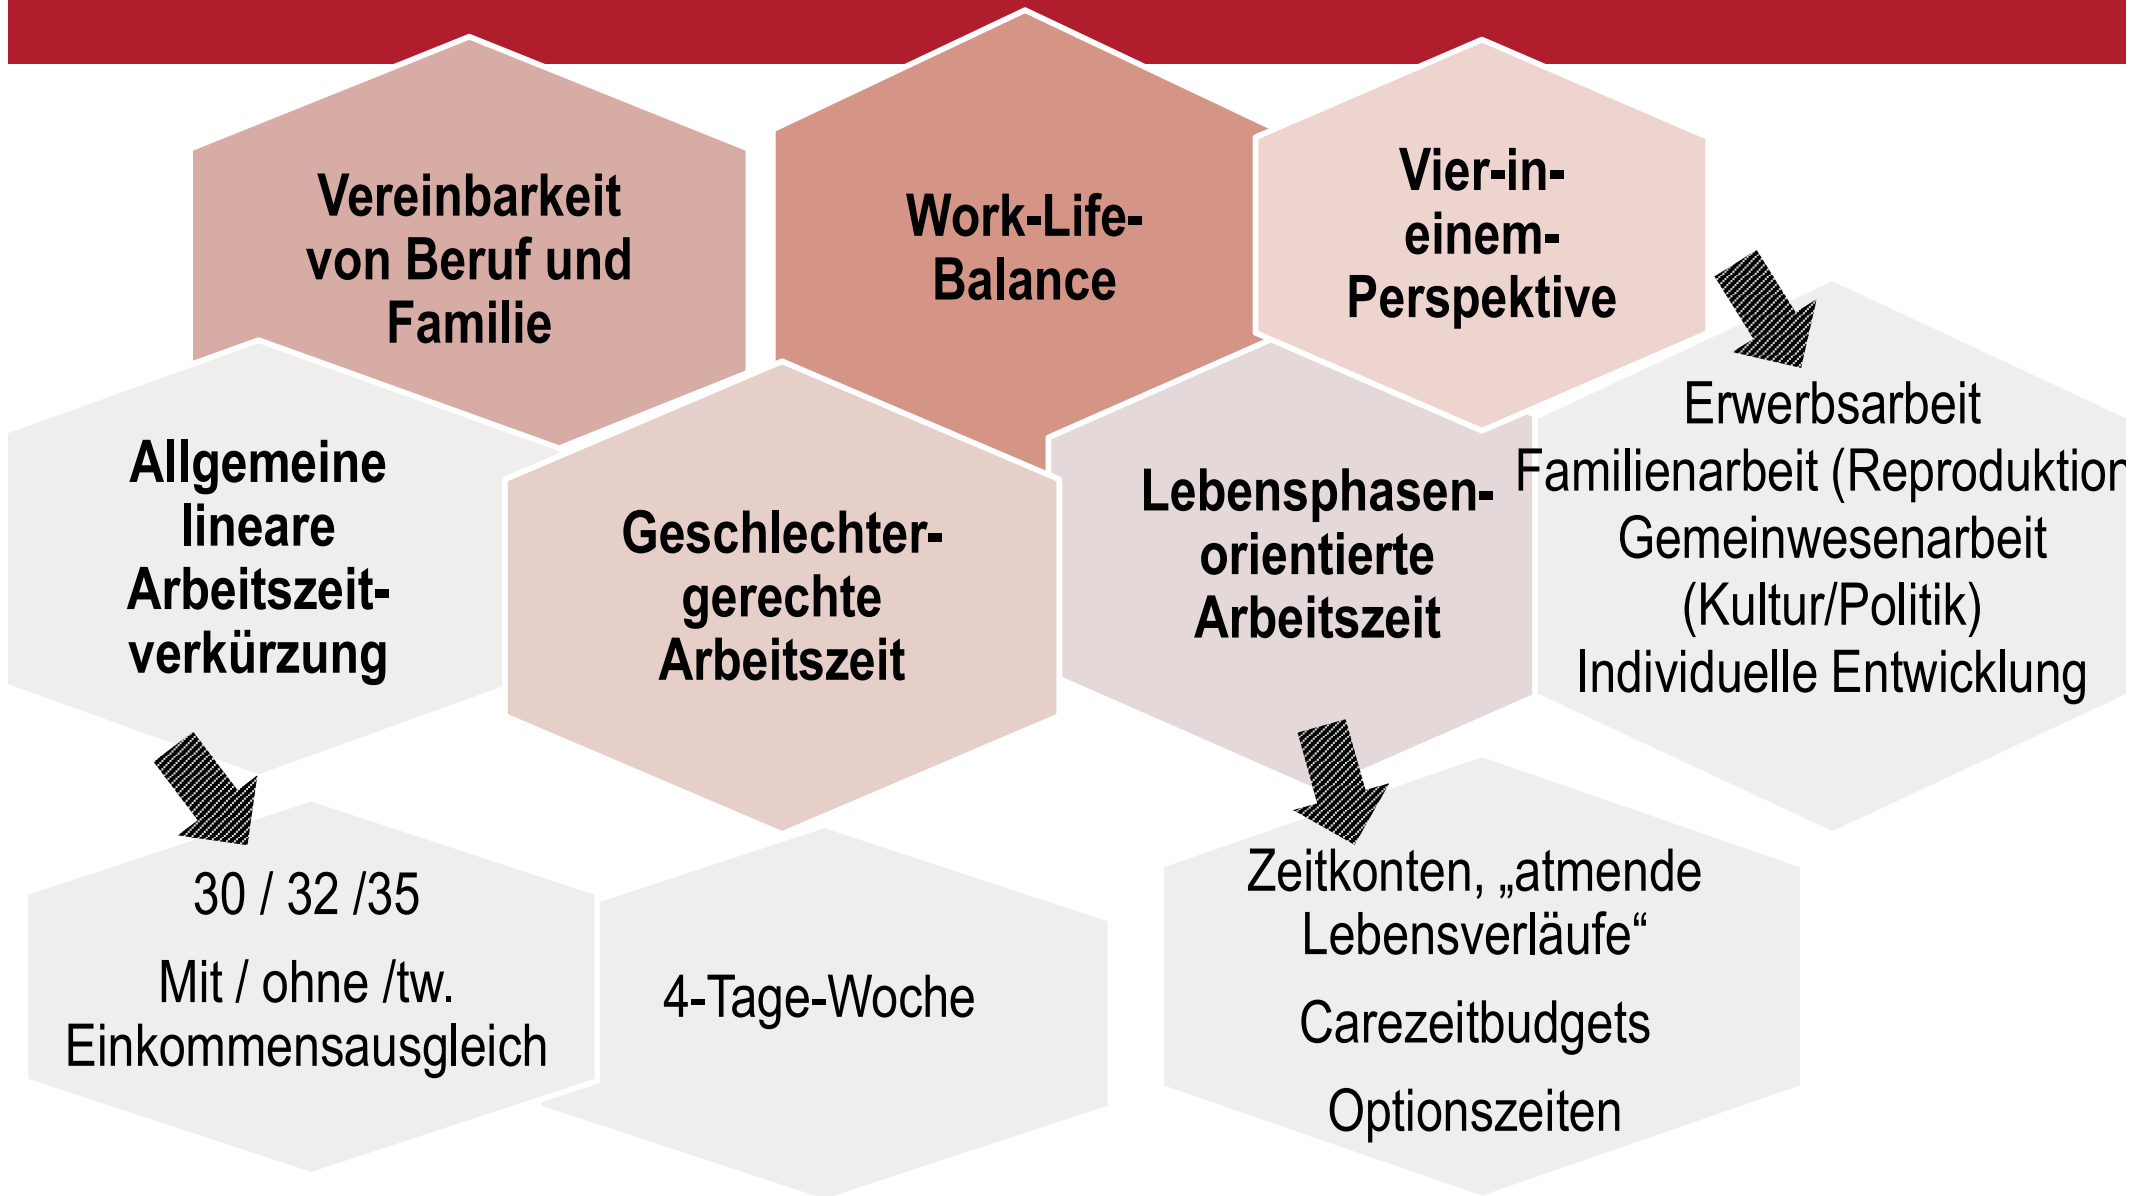 Vereinbarkeit
von Beruf und
Familie
Work-Life-
Balance
Vier-in-
einem-
Perspektive
Allgemeine
lineare
Arbeitszeit-
verkürzung
Geschlechter-
gerechte
Arbeitszeit
Lebensphasen-
orientierte
Arbeitszeit
Erwerbsarbeit
Familienarbeit (Reproduktion
Gemeinwesenarbeit
(Kultur/Politik)
Individuelle Entwicklung
30 / 32 /35
Mit / ohne /tw.
Einkommensausgleich
4-Tage-Woche
Zeitkonten, „atmende
Lebensverläufe“
Carezeitbudgets
Optionszeiten